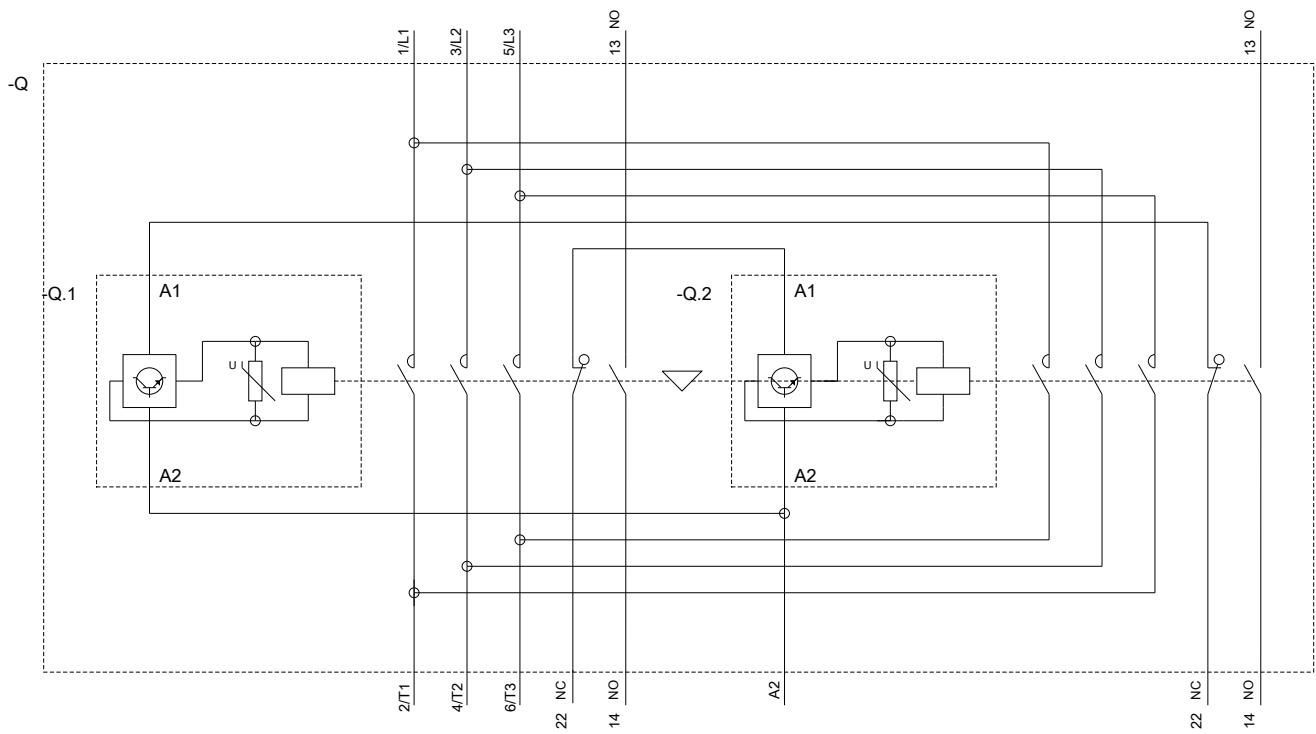 1/L1
3/L2
5/L3
13 NO
13 NO
-Q
-Q.1
A1
-Q.2
A1
U
U
A2
A2
2/T1
4/T2
6/T3
22 NC
14 NO
A2
22 NC
14 NO